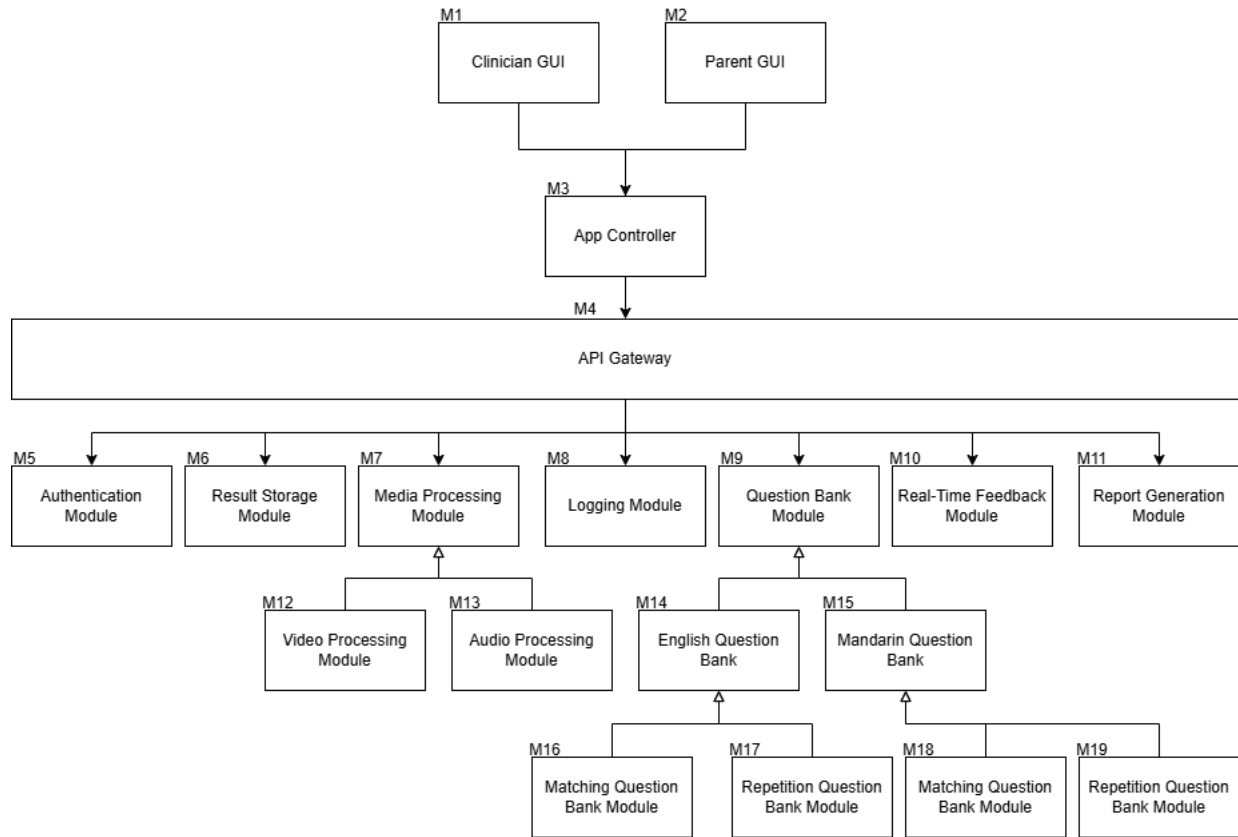 M1
M2
Clinician GUI
Parent GUI
M3
App Controller
M4
API Gateway
M5
M6
M7
M8
M9
M10
M11
Authentication
Module
Result Storage
Module
Media Processing
Module
Logging Module
Question Bank
Module
Real-Time Feedback
Module
Report Generation
Module
M12
M13
M14
M15
Video Processing
Module
Audio Processing
Module
English Question
Bank
Mandarin Question
Bank
M16
M17
M18
M19
Matching Question
Bank Module
Repetition Question
Bank Module
Matching Question
Bank Module
Repetition Question
Bank Module